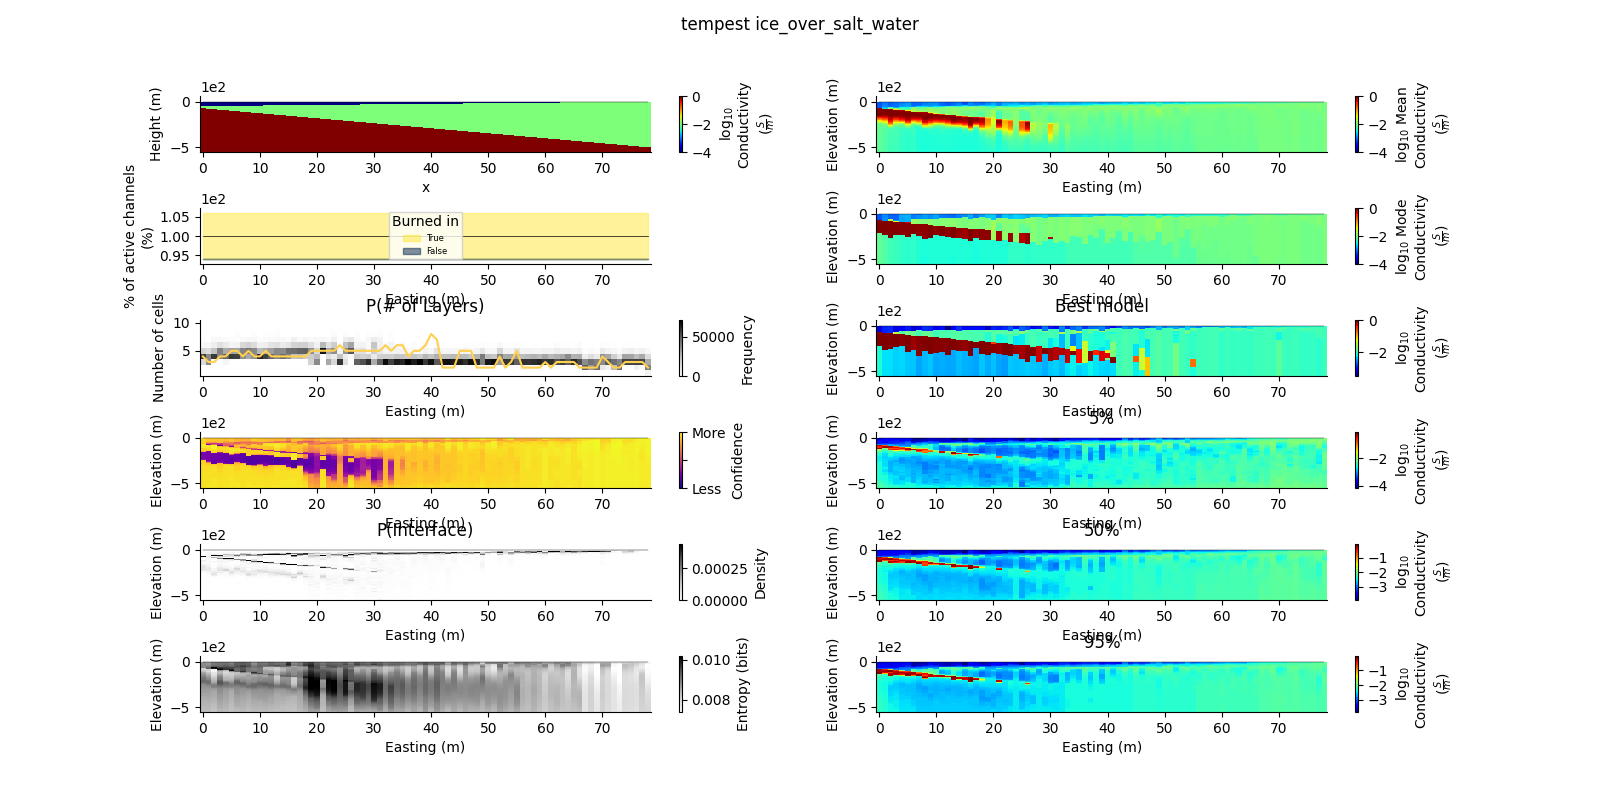 tempest ice_over_salt_water
1e2
Height (m)
0
−5
0 10 20 30 40 50 60 70
x
0
−2
−4
log10
Conductivity
(S/m)
1e2
Elevation (m)
0
−5
0 10 20 30 40 50 60 70
Easting (m)
0
−2
−4
log10 Mean
Conductivity
(S/m)
1e2
% of active channels
(%)
1.05
1.00
0.95
Burned in
True
False
0 10 20 30 40 50 60 70
Easting (m)
1e2
Elevation (m)
0
−5
0 10 20 30 40 50 60 70
Easting (m)
0
−2
−4
log10 Mode
Conductivity
(S/m)
P(# of Layers)
Number of cells
10
5
0 10 20 30 40 50 60 70
Easting (m)
50000
0
Frequency
Best model
1e2
Elevation (m)
0
−5
0 10 20 30 40 50 60 70
Easting (m)
0
−2
log10
Conductivity
(S/m)
1e2
Elevation (m)
0
−5
0 10 20 30 40 50 60 70
Easting (m)
More
Less
Confidence
5%
1e2
Elevation (m)
0
−5
0 10 20 30 40 50 60 70
Easting (m)
−2
−4
log10
Conductivity
(S/m)
P(Interface)
1e2
Elevation (m)
0
−5
0 10 20 30 40 50 60 70
Easting (m)
0.00025
0.00000
Density
50%
1e2
Elevation (m)
0
−5
0 10 20 30 40 50 60 70
Easting (m)
−1
−2
−3
log10
Conductivity
(S/m)
1e2
Elevation (m)
0
−5
0 10 20 30 40 50 60 70
Easting (m)
0.010
0.008
Entropy (bits)
95%
1e2
Elevation (m)
0
−5
0 10 20 30 40 50 60 70
Easting (m)
−1
−2
−3
log10
Conductivity
(S/m)